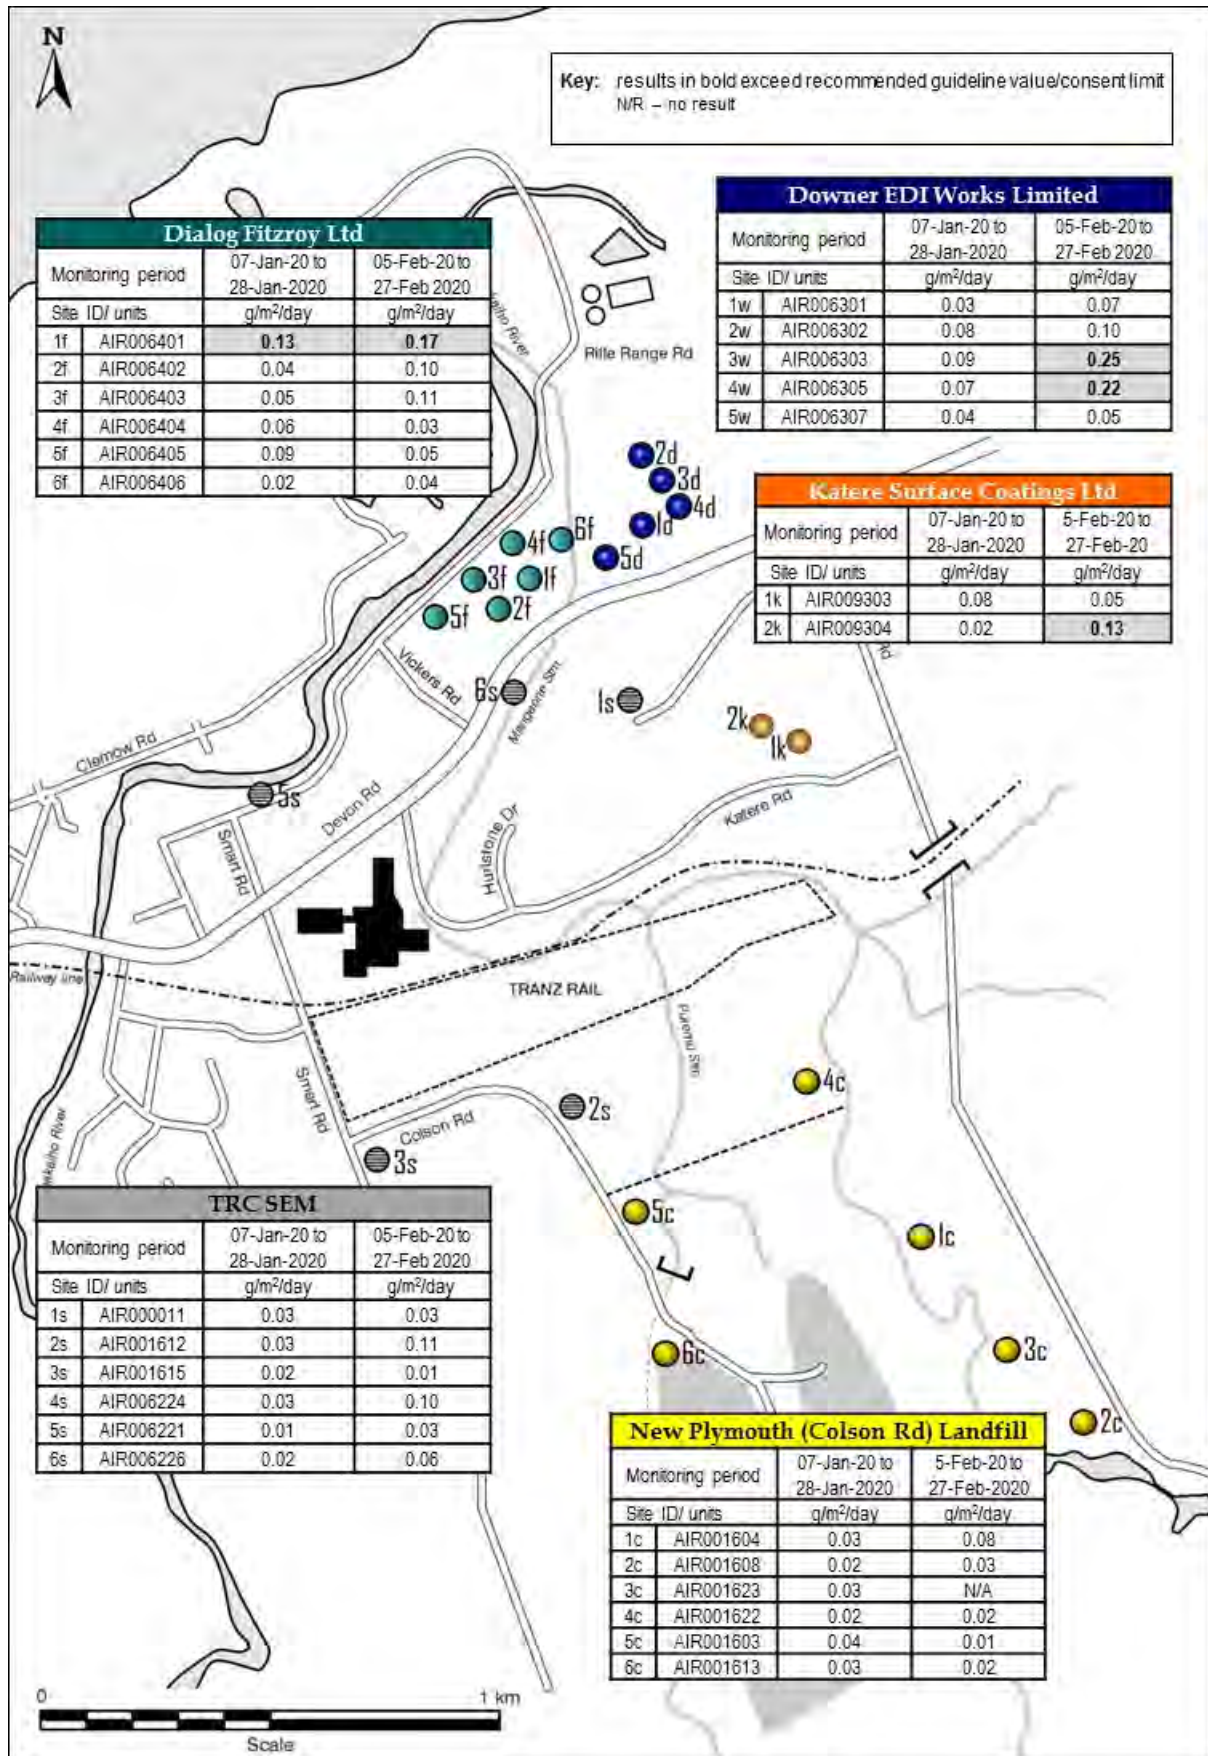 N
Key: results in bold exceed recommended guideline value/consent limit
N/R – no result
Downer EDI Works Limited
Monitoring period 07-Jan-20 to 28-Jan-2020 05-Feb-20 to 27-Feb 2020
Site ID/ units g/m²/day g/m²/day
1w AIR006301 0.03 0.07
2w AIR006302 0.08 0.10
3w AIR006303 0.09 0.25
4w AIR006305 0.07 0.22
5w AIR006307 0.04 0.05
Dialog Fitzroy Ltd
Monitoring period 07-Jan-20 to 28-Jan-2020 05-Feb-20 to 27-Feb 2020
Site ID/ units g/m²/day g/m²/day
1f AIR006401 0.13 0.17
2f AIR006402 0.04 0.10
3f AIR006403 0.05 0.11
4f AIR006404 0.06 0.03
5f AIR006405 0.09 0.05
6f AIR006406 0.02 0.04
River
Rifle Range Rd
2d
3d
4d
1d
5d
Katere Surface Coatings Ltd
Monitoring period 07-Jan-20 to 28-Jan-2020 5-Feb-20 to 27-Feb-20
Site ID/ units g/m²/day g/m²/day
1k AIR009303 0.08 0.05
2k AIR009304 0.02 0.13
Rd
4f
6f
3f
1f
5f
2f
Vickers Rd
6s
Mangaone Stm
1s
2k
1k
Clemow Rd
5s
Devon Rd
Smart Rd
Hurlstone Dr
Katere Rd
Railway line
TRANZ RAIL
Puremu Stm
4c
Smart Rd
Colson Rd
2s
3s
River
5c
1c
6c
3c
2c
TRC SEM
Monitoring period 07-Jan-20 to 28-Jan-2020 05-Feb-20 to 27-Feb 2020
Site ID/ units g/m²/day g/m²/day
1s AIR000011 0.03 0.03
2s AIR001612 0.03 0.11
3s AIR001615 0.02 0.01
4s AIR006224 0.03 0.10
5s AIR006221 0.01 0.03
6s AIR006226 0.02 0.06
New Plymouth (Colson Rd) Landfill
Monitoring period 07-Jan-20 to 28-Jan-2020 5-Feb-20 to 27-Feb-2020
Site ID/ units g/m²/day g/m²/day
1c AIR001604 0.03 0.08
2c AIR001608 0.02 0.03
3c AIR001623 0.03 N/A
4c AIR001622 0.02 0.02
5c AIR001603 0.04 0.01
6c AIR001613 0.03 0.02
0 1 km
Scale